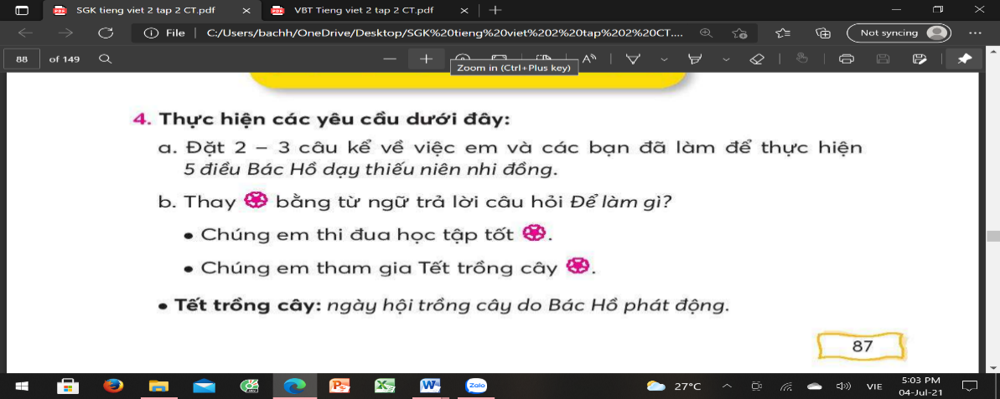 SGK tieng viet 2 tap 2 CT.pdf
VBT Tieng viet 2 tap 2 CT.pdf
File
C:/Users/bachh/OneDrive/Desktop/SGK%20tieng%20viet%202%20tap%202%20CT....
Not syncing
88 of 149
Zoom in (Ctrl+Plus key)
4. Thực hiện các yêu cầu dưới đây:
a. Đặt 2 – 3 câu kể về việc em và các bạn đã làm để thực hiện
5 điều Bác Hồ dạy thiếu niên nhi đồng.
b. Thay bằng từ ngữ trả lời câu hỏi Để làm gì?
• Chúng em thi đua học tập tốt .
• Chúng em tham gia Tết trồng cây .
• Tết trồng cây: ngày hội trồng cây do Bác Hồ phát động.
87
Zalo
27°C
VIE
5:03 PM
04-Jul-21